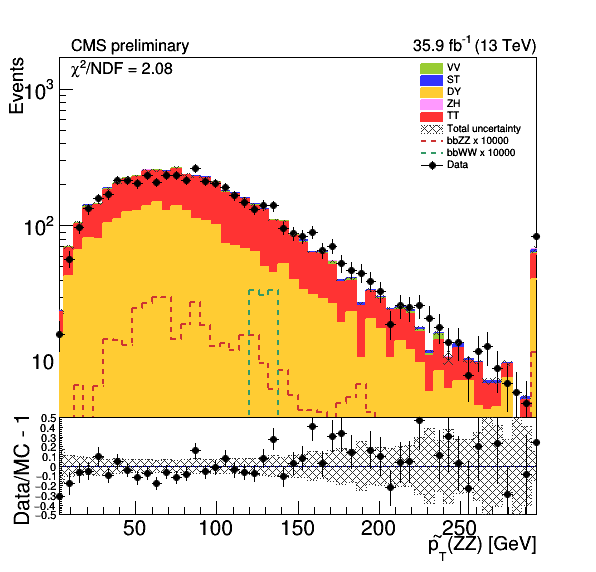 CMS preliminary
35.9 fb⁻¹ (13 TeV)
Events
χ²/NDF = 2.08
VV
ST
DY
ZH
TT
Total uncertainty
bbZZ x 10000
bbWW x 10000
Data
10³
10²
10
Data/MC - 1
0.5
0.4
0.3
0.2
0.1
0
-0.1
-0.2
-0.3
-0.4
-0.5
50
100
150
200
250
p̃_T(ZZ) [GeV]